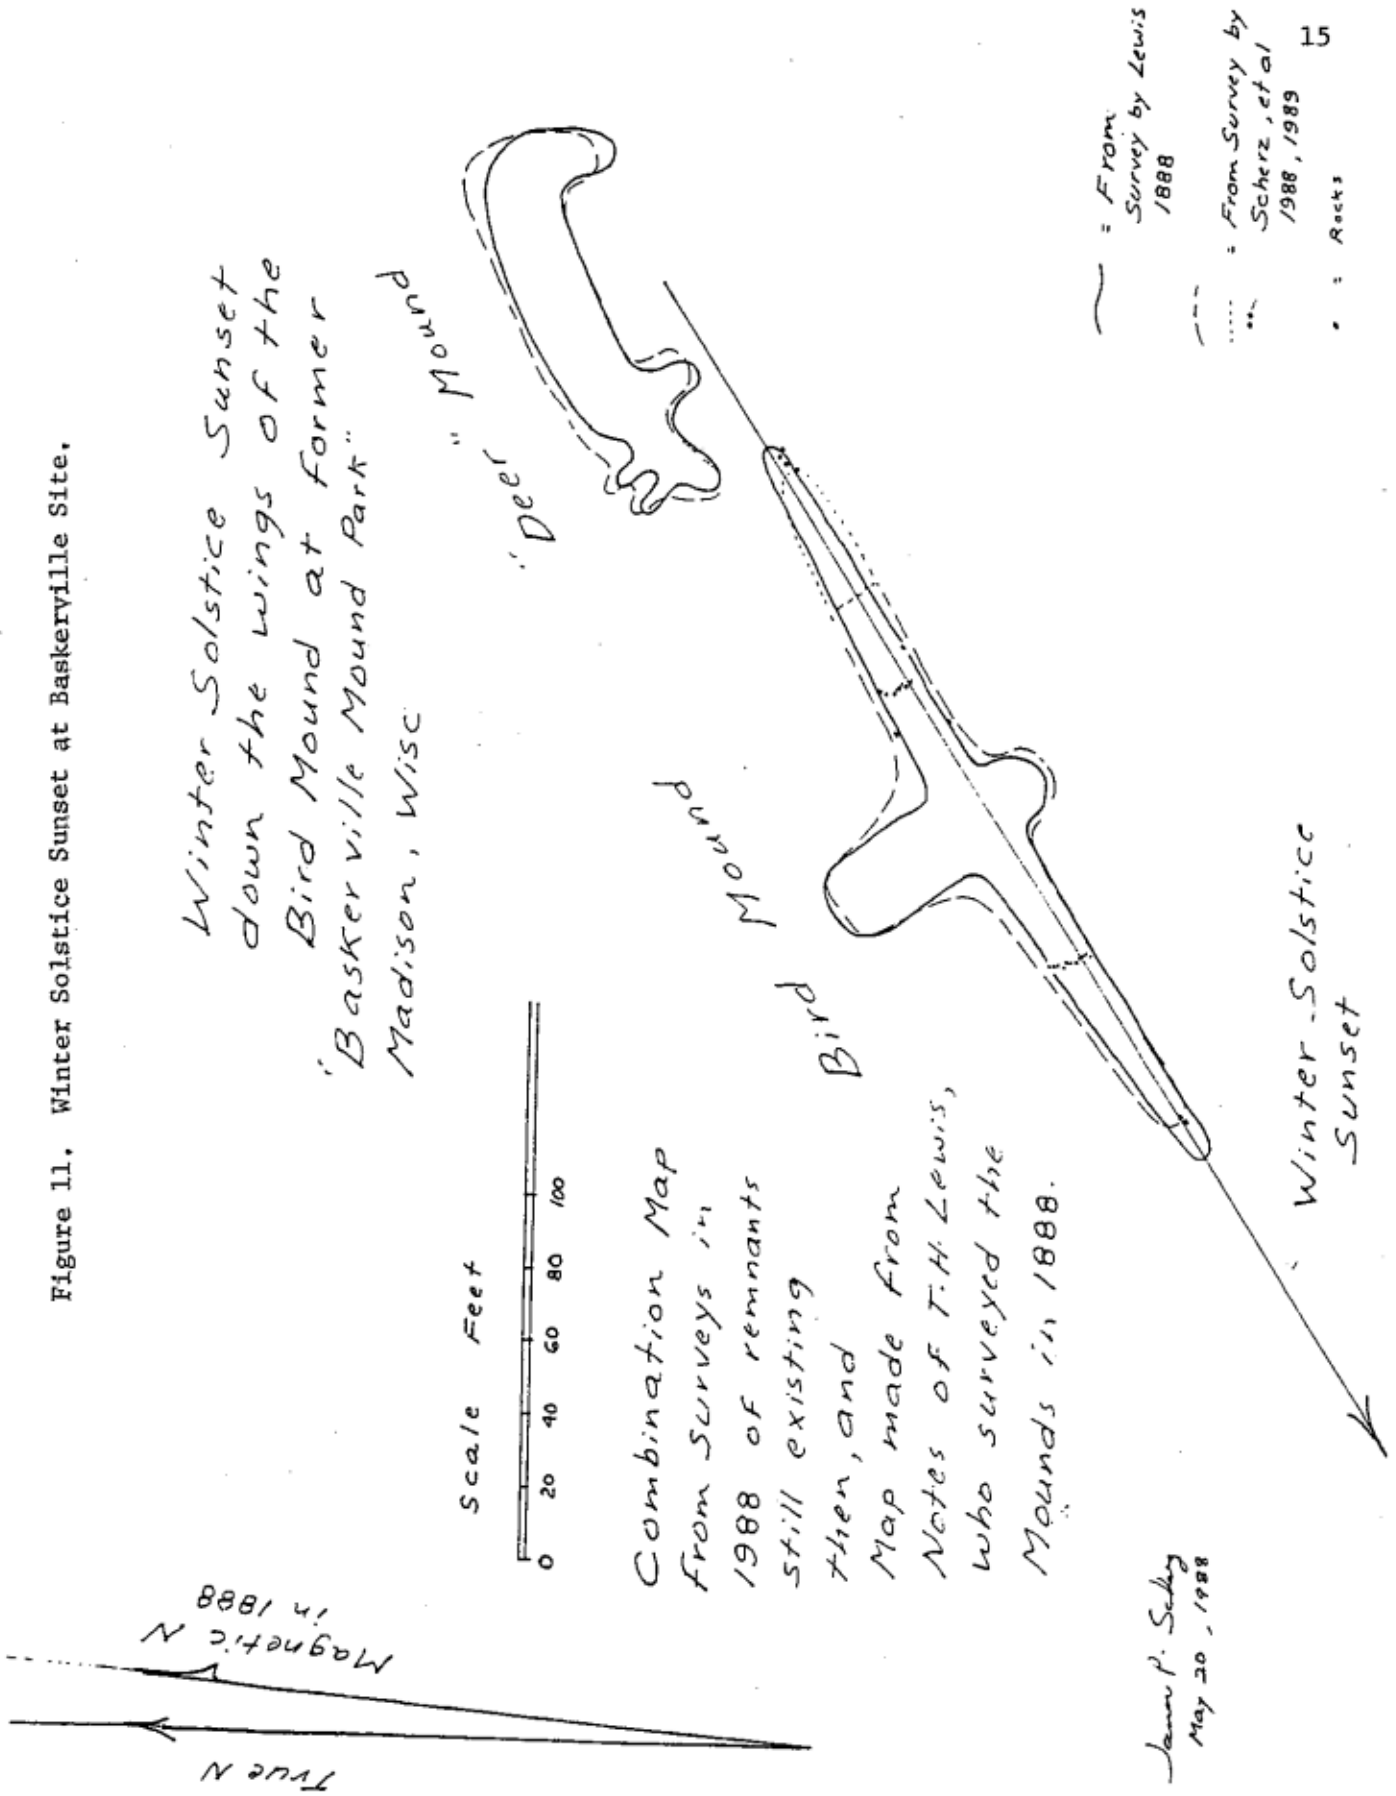 15
Figure 11. Winter Solstice Sunset at Baskerville Site.
Winter Solstice Sunset
down the wings of the
Bird Mound at former
"Baskerville Mound Park"
Madison, Wisc
"Deer" Mound
Bird Mound
Scale Feet
0 20 40 60 80 100
Combination Map
From Surveys in
1988 of remnants
still existing
then, and
Map made from
Notes of T.H. Lewis,
who surveyed the
Mounds in 1888.
True N
Magnetic N
in 1888
Winter Solstice
Sunset
= From
Survey by Lewis
1888
= From Survey by
Scherz, et al
1988, 1989
= Rocks
James P.
May 20, 1988